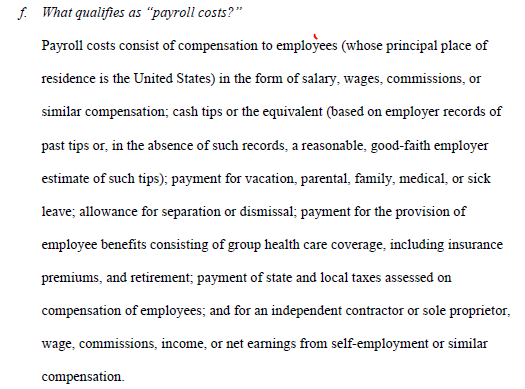 f. What qualifies as “payroll costs?”
Payroll costs consist of compensation to employees (whose principal place of
residence is the United States) in the form of salary, wages, commissions, or
similar compensation; cash tips or the equivalent (based on employer records of
past tips or, in the absence of such records, a reasonable, good-faith employer
estimate of such tips); payment for vacation, parental, family, medical, or sick
leave; allowance for separation or dismissal; payment for the provision of
employee benefits consisting of group health care coverage, including insurance
premiums, and retirement; payment of state and local taxes assessed on
compensation of employees; and for an independent contractor or sole proprietor,
wage, commissions, income, or net earnings from self-employment or similar
compensation.